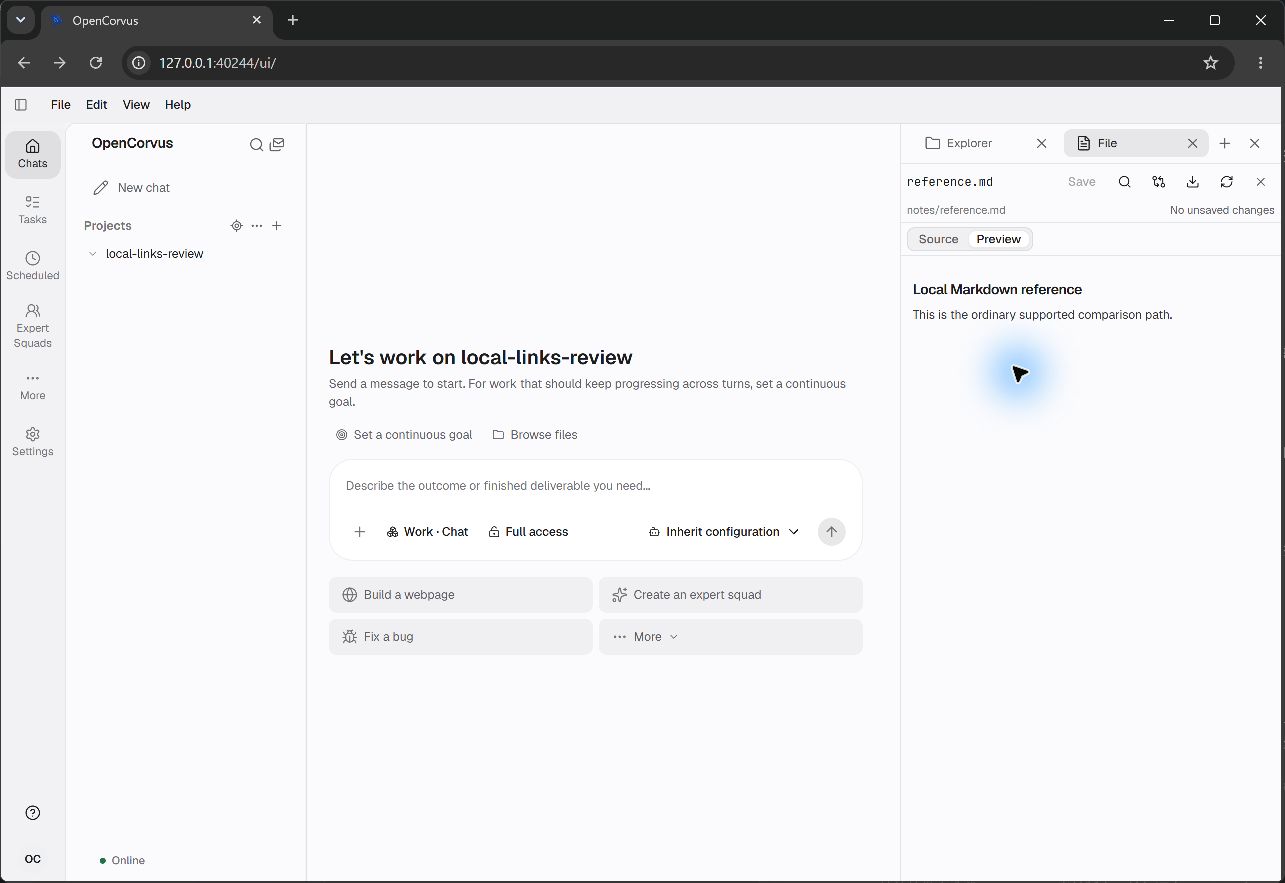 OpenCorvus
127.0.0.1:40244/ui/
File Edit View Help
Chats
Tasks
Scheduled
Expert
Squads
More
Settings
OC
OpenCorvus
New chat
Projects
local-links-review
Online
Let's work on local-links-review
Send a message to start. For work that should keep progressing across turns, set a continuous
goal.
Set a continuous goal Browse files
Describe the outcome or finished deliverable you need...
Work · Chat Full access Inherit configuration
Build a webpage Create an expert squad
Fix a bug More
Explorer File
reference.md Save
notes/reference.md No unsaved changes
Source Preview
Local Markdown reference
This is the ordinary supported comparison path.